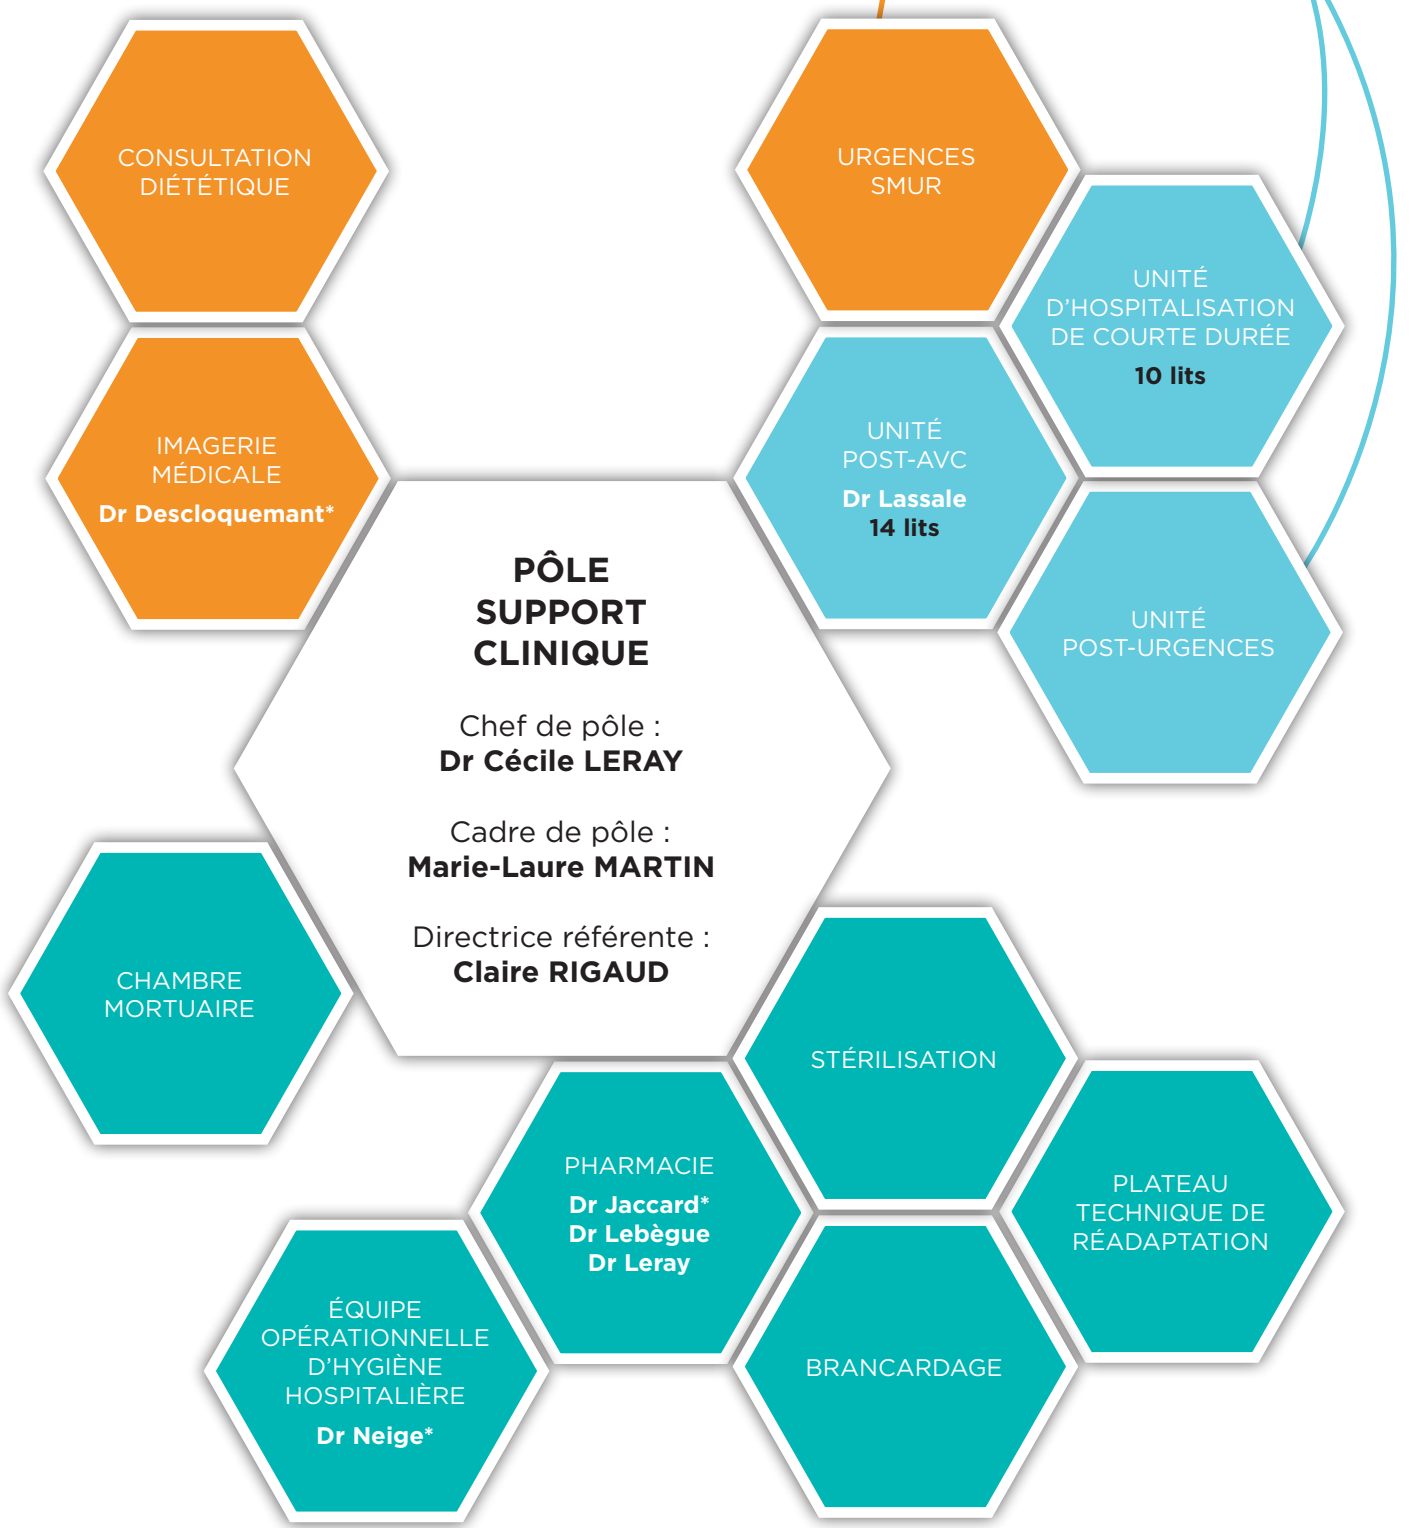 CONSULTATION
DIÉTÉTIQUE
URGENCES
SMUR
UNITÉ
D'HOSPITALISATION
DE COURTE DURÉE
10 lits
IMAGERIE
MÉDICALE
Dr Descloquemant*
UNITÉ
POST-AVC
Dr Lassale
14 lits
UNITÉ
POST-URGENCES
PÔLE
SUPPORT
CLINIQUE
Chef de pôle :
Dr Cécile LERAY
Cadre de pôle :
Marie-Laure MARTIN
Directrice référente :
Claire RIGAUD
CHAMBRE
MORTUAIRE
STÉRILISATION
PHARMACIE
Dr Jaccard*
Dr Lebègue
Dr Leray
PLATEAU
TECHNIQUE DE
RÉADAPTATION
ÉQUIPE
OPÉRATIONNELLE
D'HYGIÈNE
HOSPITALIÈRE
Dr Neige*
BRANCARDAGE